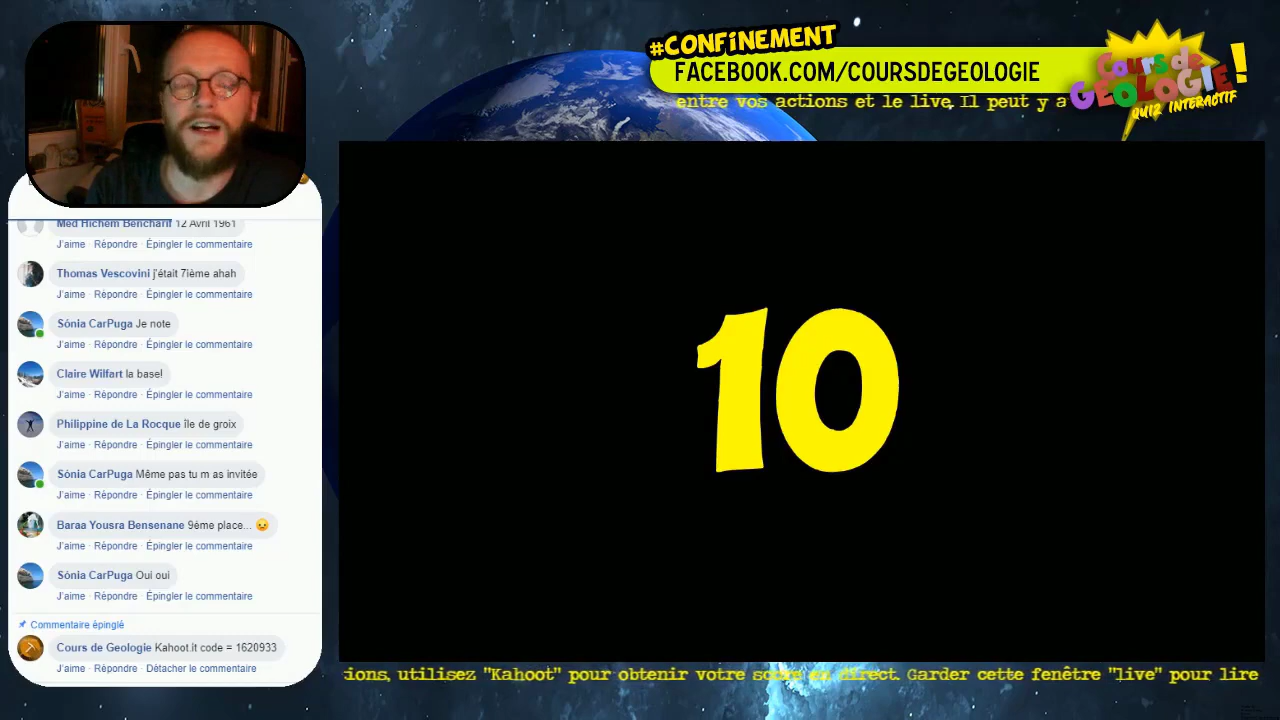 #CONFINEMENT
FACEBOOK.COM/COURSDEGEOLOGIE
Cours de
GEOLOGIE!
QUIZ INTERACTIF
entre vos actions et le live, Il peut y a
Med Hichem Bencharif 12 Avril 1961
J'aime · Répondre · Épingler le commentaire
Thomas Vescovini j'était 7ième ahah
J'aime · Répondre · Épingler le commentaire
Sónia CarPuga Je note
J'aime · Répondre · Épingler le commentaire
Claire Wilfart la base!
J'aime · Répondre · Épingler le commentaire
Philippine de La Rocque île de groix
J'aime · Répondre · Épingler le commentaire
Sónia CarPuga Même pas tu m as invitée
J'aime · Répondre · Épingler le commentaire
Baraa Yousra Bensenane 9éme place...
J'aime · Répondre · Épingler le commentaire
Sónia CarPuga Oui oui
J'aime · Répondre · Épingler le commentaire
Commentaire épinglé
Cours de Geologie Kahoot.it code = 1620933
J'aime · Répondre · Détacher le commentaire
10
ions, utilisez "Kahoot" pour obtenir votre score en direct. Garder cette fenêtre "live" pour lire